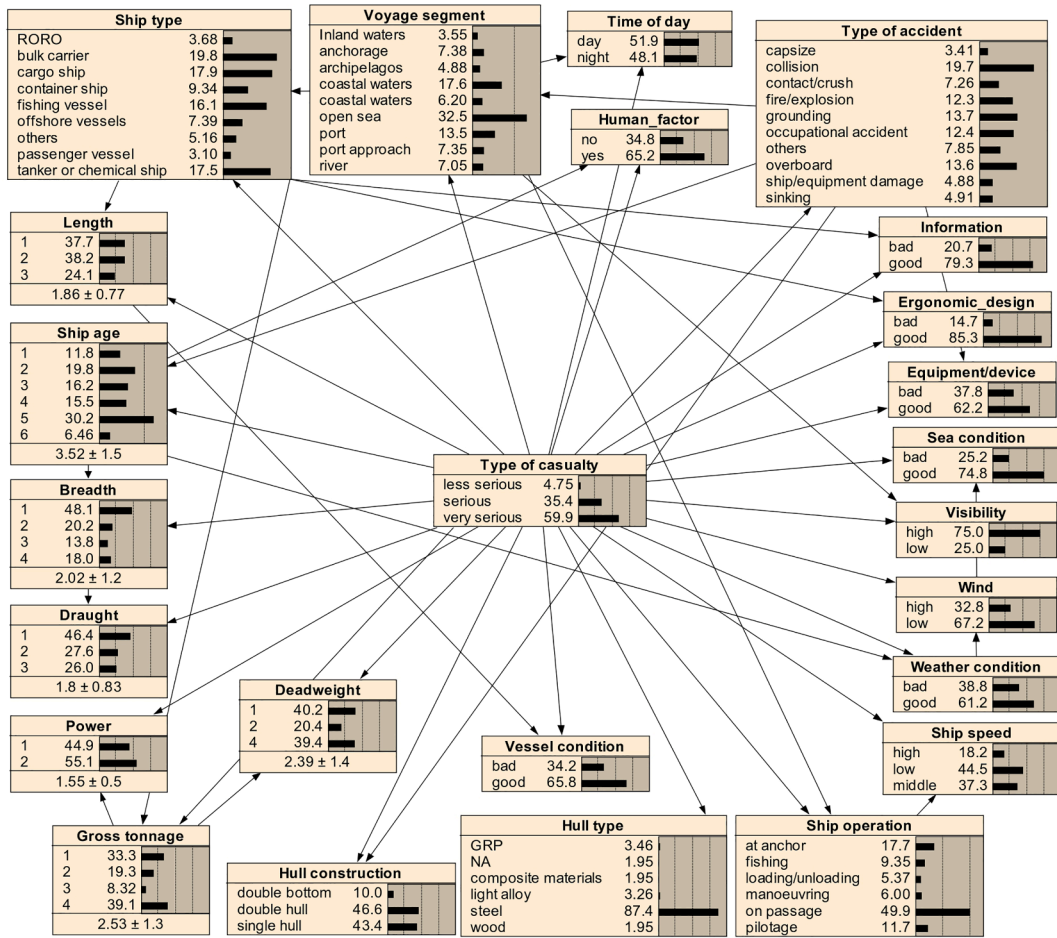 Ship type
RORO 3.68
bulk carrier 19.8
cargo ship 17.9
container ship 9.34
fishing vessel 16.1
offshore vessels 7.39
others 5.16
passenger vessel 3.10
tanker or chemical ship 17.5
Voyage segment
Inland waters 3.55
anchorage 7.38
archipelagos 4.88
coastal waters 17.6
coastal waters 6.20
open sea 32.5
port 13.5
port approach 7.35
river 7.05
Time of day
day 51.9
night 48.1
Human_factor
no 34.8
yes 65.2
Type of accident
capsize 3.41
collision 19.7
contact/crush 7.26
fire/explosion 12.3
grounding 13.7
occupational accident 12.4
others 7.85
overboard 13.6
ship/equipment damage 4.88
sinking 4.91
Length
1 37.7
2 38.2
3 24.1
1.86 ± 0.77
Information
bad 20.7
good 79.3
Ergonomic_design
bad 14.7
good 85.3
Ship age
1 11.8
2 19.8
3 16.2
4 15.5
5 30.2
6 6.46
3.52 ± 1.5
Equipment/device
bad 37.8
good 62.2
Sea condition
bad 25.2
good 74.8
Type of casualty
less serious 4.75
serious 35.4
very serious 59.9
Breadth
1 48.1
2 20.2
3 13.8
4 18.0
2.02 ± 1.2
Visibility
high 75.0
low 25.0
Wind
high 32.8
low 67.2
Draught
1 46.4
2 27.6
3 26.0
1.8 ± 0.83
Weather condition
bad 38.8
good 61.2
Deadweight
1 40.2
2 20.4
4 39.4
2.39 ± 1.4
Power
1 44.9
2 55.1
1.55 ± 0.5
Vessel condition
bad 34.2
good 65.8
Ship speed
high 18.2
low 44.5
middle 37.3
Gross tonnage
1 33.3
2 19.3
3 8.32
4 39.1
2.53 ± 1.3
Hull construction
double bottom 10.0
double hull 46.6
single hull 43.4
Hull type
GRP 3.46
NA 1.95
composite materials 1.95
light alloy 3.26
steel 87.4
wood 1.95
Ship operation
at anchor 17.7
fishing 9.35
loading/unloading 5.37
manoeuvring 6.00
on passage 49.9
pilotage 11.7